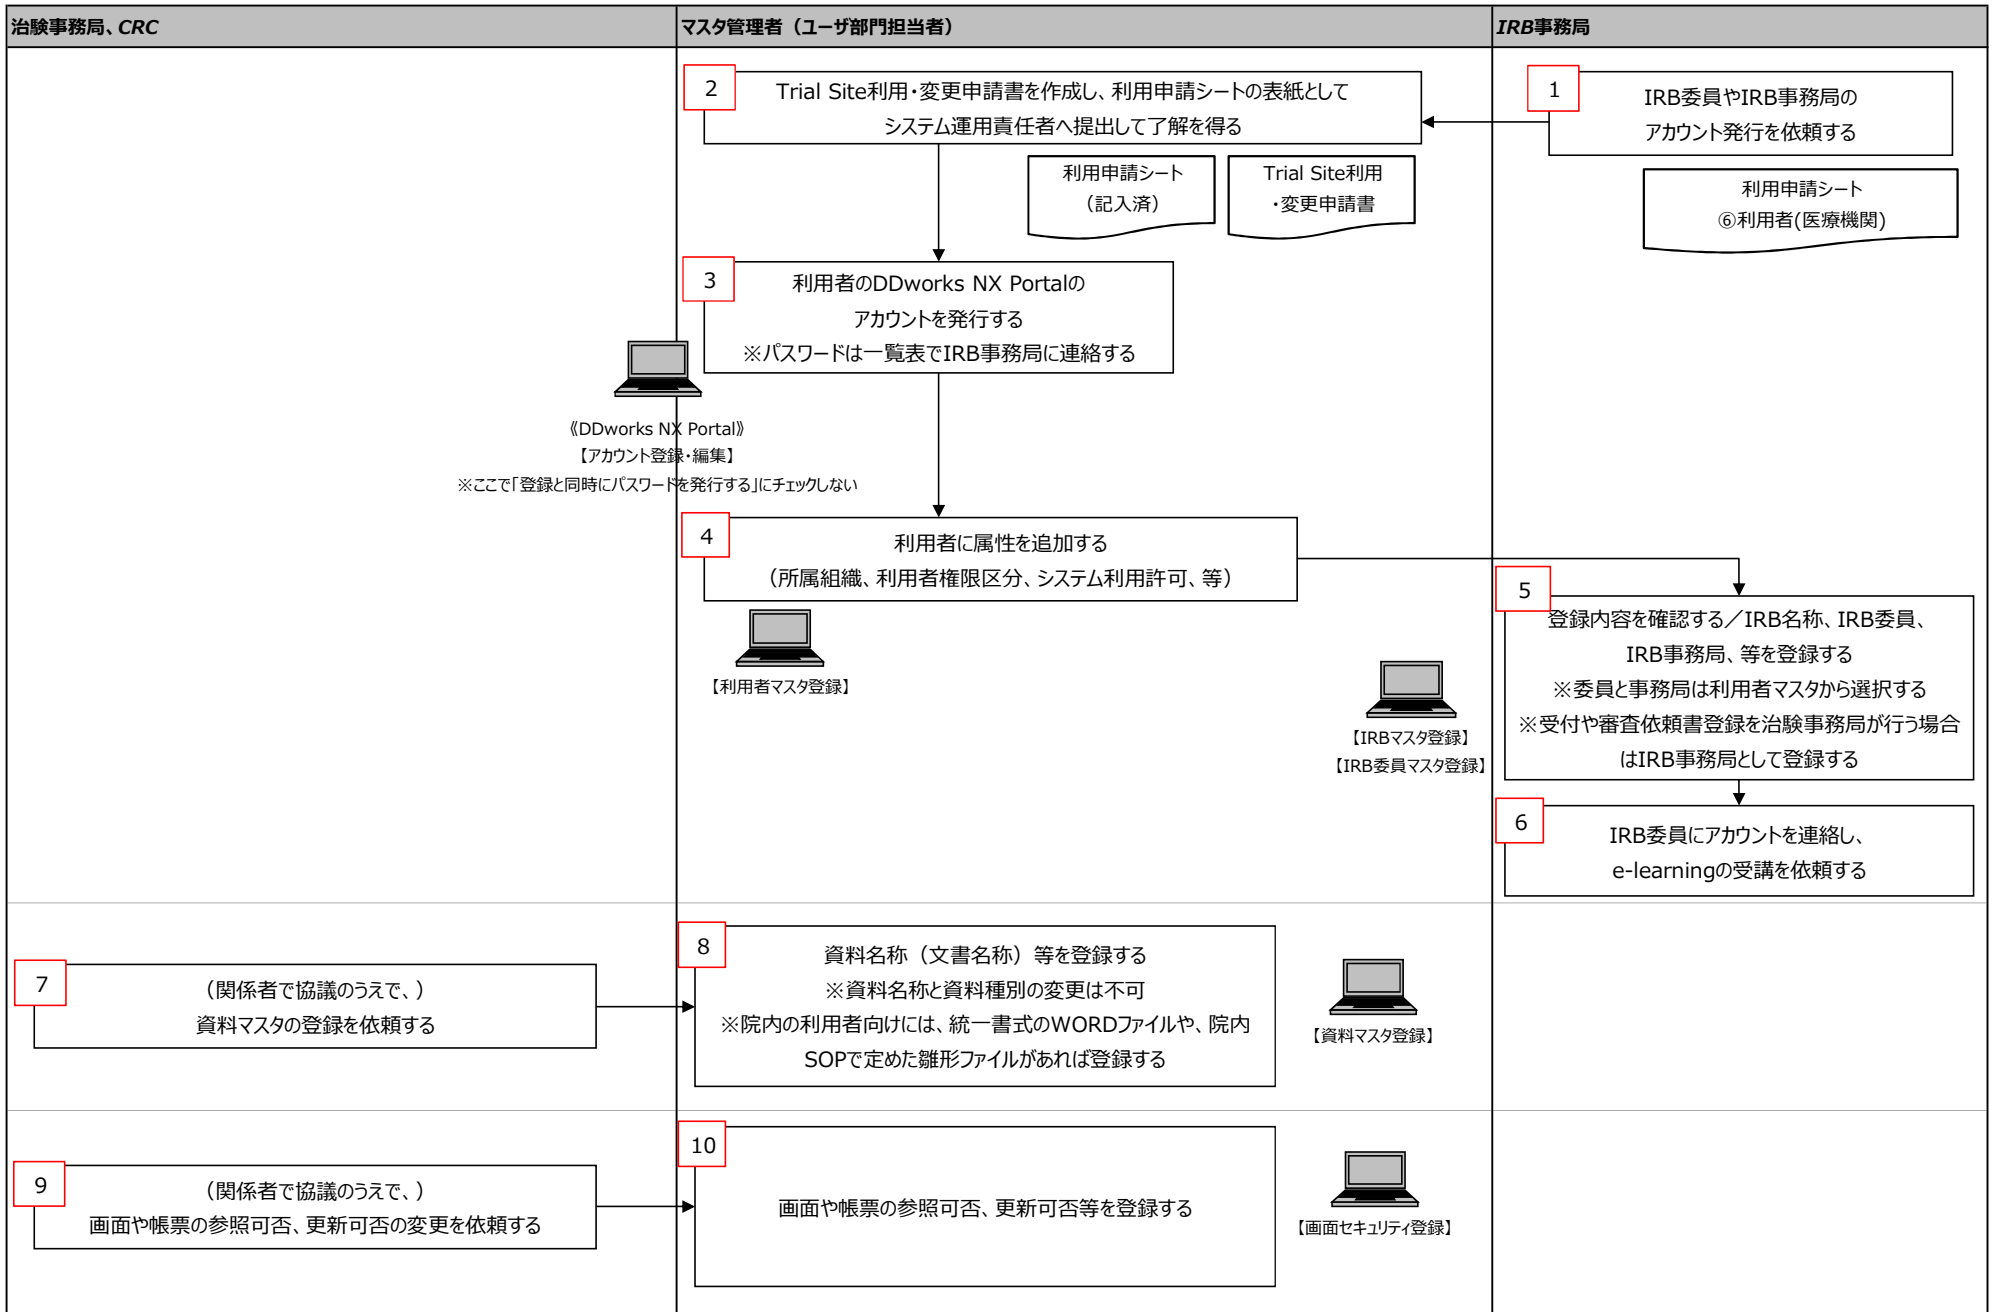 治験事務局、CRC
マスタ管理者（ユーザ部門担当者）
IRB事務局
1
IRB委員やIRB事務局の
アカウント発行を依頼する
利用申請シート
⑥利用者(医療機関)
2
Trial Site利用・変更申請書を作成し、利用申請シートの表紙として
システム運用責任者へ提出して了解を得る
利用申請シート
（記入済）
Trial Site利用
・変更申請書
3
利用者のDDworks NX Portalの
アカウントを発行する
※パスワードは一覧表でIRB事務局に連絡する
《DDworks NX Portal》
【アカウント登録・編集】
※ここで「登録と同時にパスワードを発行する」にチェックしない
4
利用者に属性を追加する
（所属組織、利用者権限区分、システム利用許可、等）
【利用者マスタ登録】
5
登録内容を確認する／IRB名称、IRB委員、
IRB事務局、等を登録する
※委員と事務局は利用者マスタから選択する
※受付や審査依頼書登録を治験事務局が行う場合
はIRB事務局として登録する
【IRBマスタ登録】
【IRB委員マスタ登録】
6
IRB委員にアカウントを連絡し、
e-learningの受講を依頼する
7
（関係者で協議のうえで、）
資料マスタの登録を依頼する
8
資料名称（文書名称）等を登録する
※資料名称と資料種別の変更は不可
※院内の利用者向けには、統一書式のWORDファイルや、院内
SOPで定めた雛形ファイルがあれば登録する
【資料マスタ登録】
9
（関係者で協議のうえで、）
画面や帳票の参照可否、更新可否の変更を依頼する
10
画面や帳票の参照可否、更新可否等を登録する
【画面セキュリティ登録】